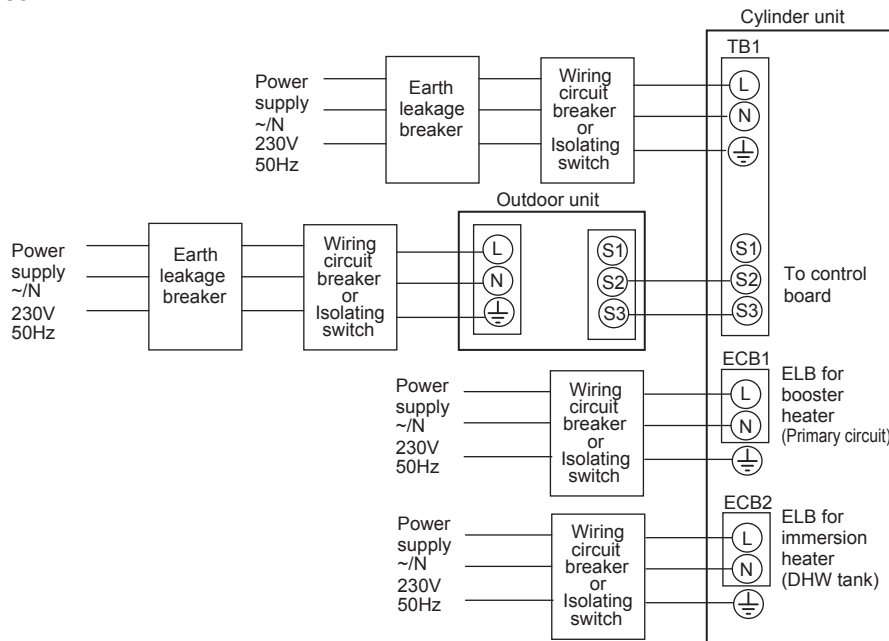 Cylinder unit
TB1
Power
supply
~/N
230V
50Hz
Earth
leakage
breaker
Wiring
circuit
breaker
or
Isolating
switch
L
N
Outdoor unit
Power
supply
~/N
230V
50Hz
Earth
leakage
breaker
Wiring
circuit
breaker
or
Isolating
switch
L
N
S1
S2
S3
S1
S2
S3
To control
board
Power
supply
~/N
230V
50Hz
Wiring
circuit
breaker
or
Isolating
switch
ECB1
L
N
ELB for
booster
heater
(Primary circuit)
Power
supply
~/N
230V
50Hz
Wiring
circuit
breaker
or
Isolating
switch
ECB2
L
N
ELB for
immersion
heater
(DHW tank)